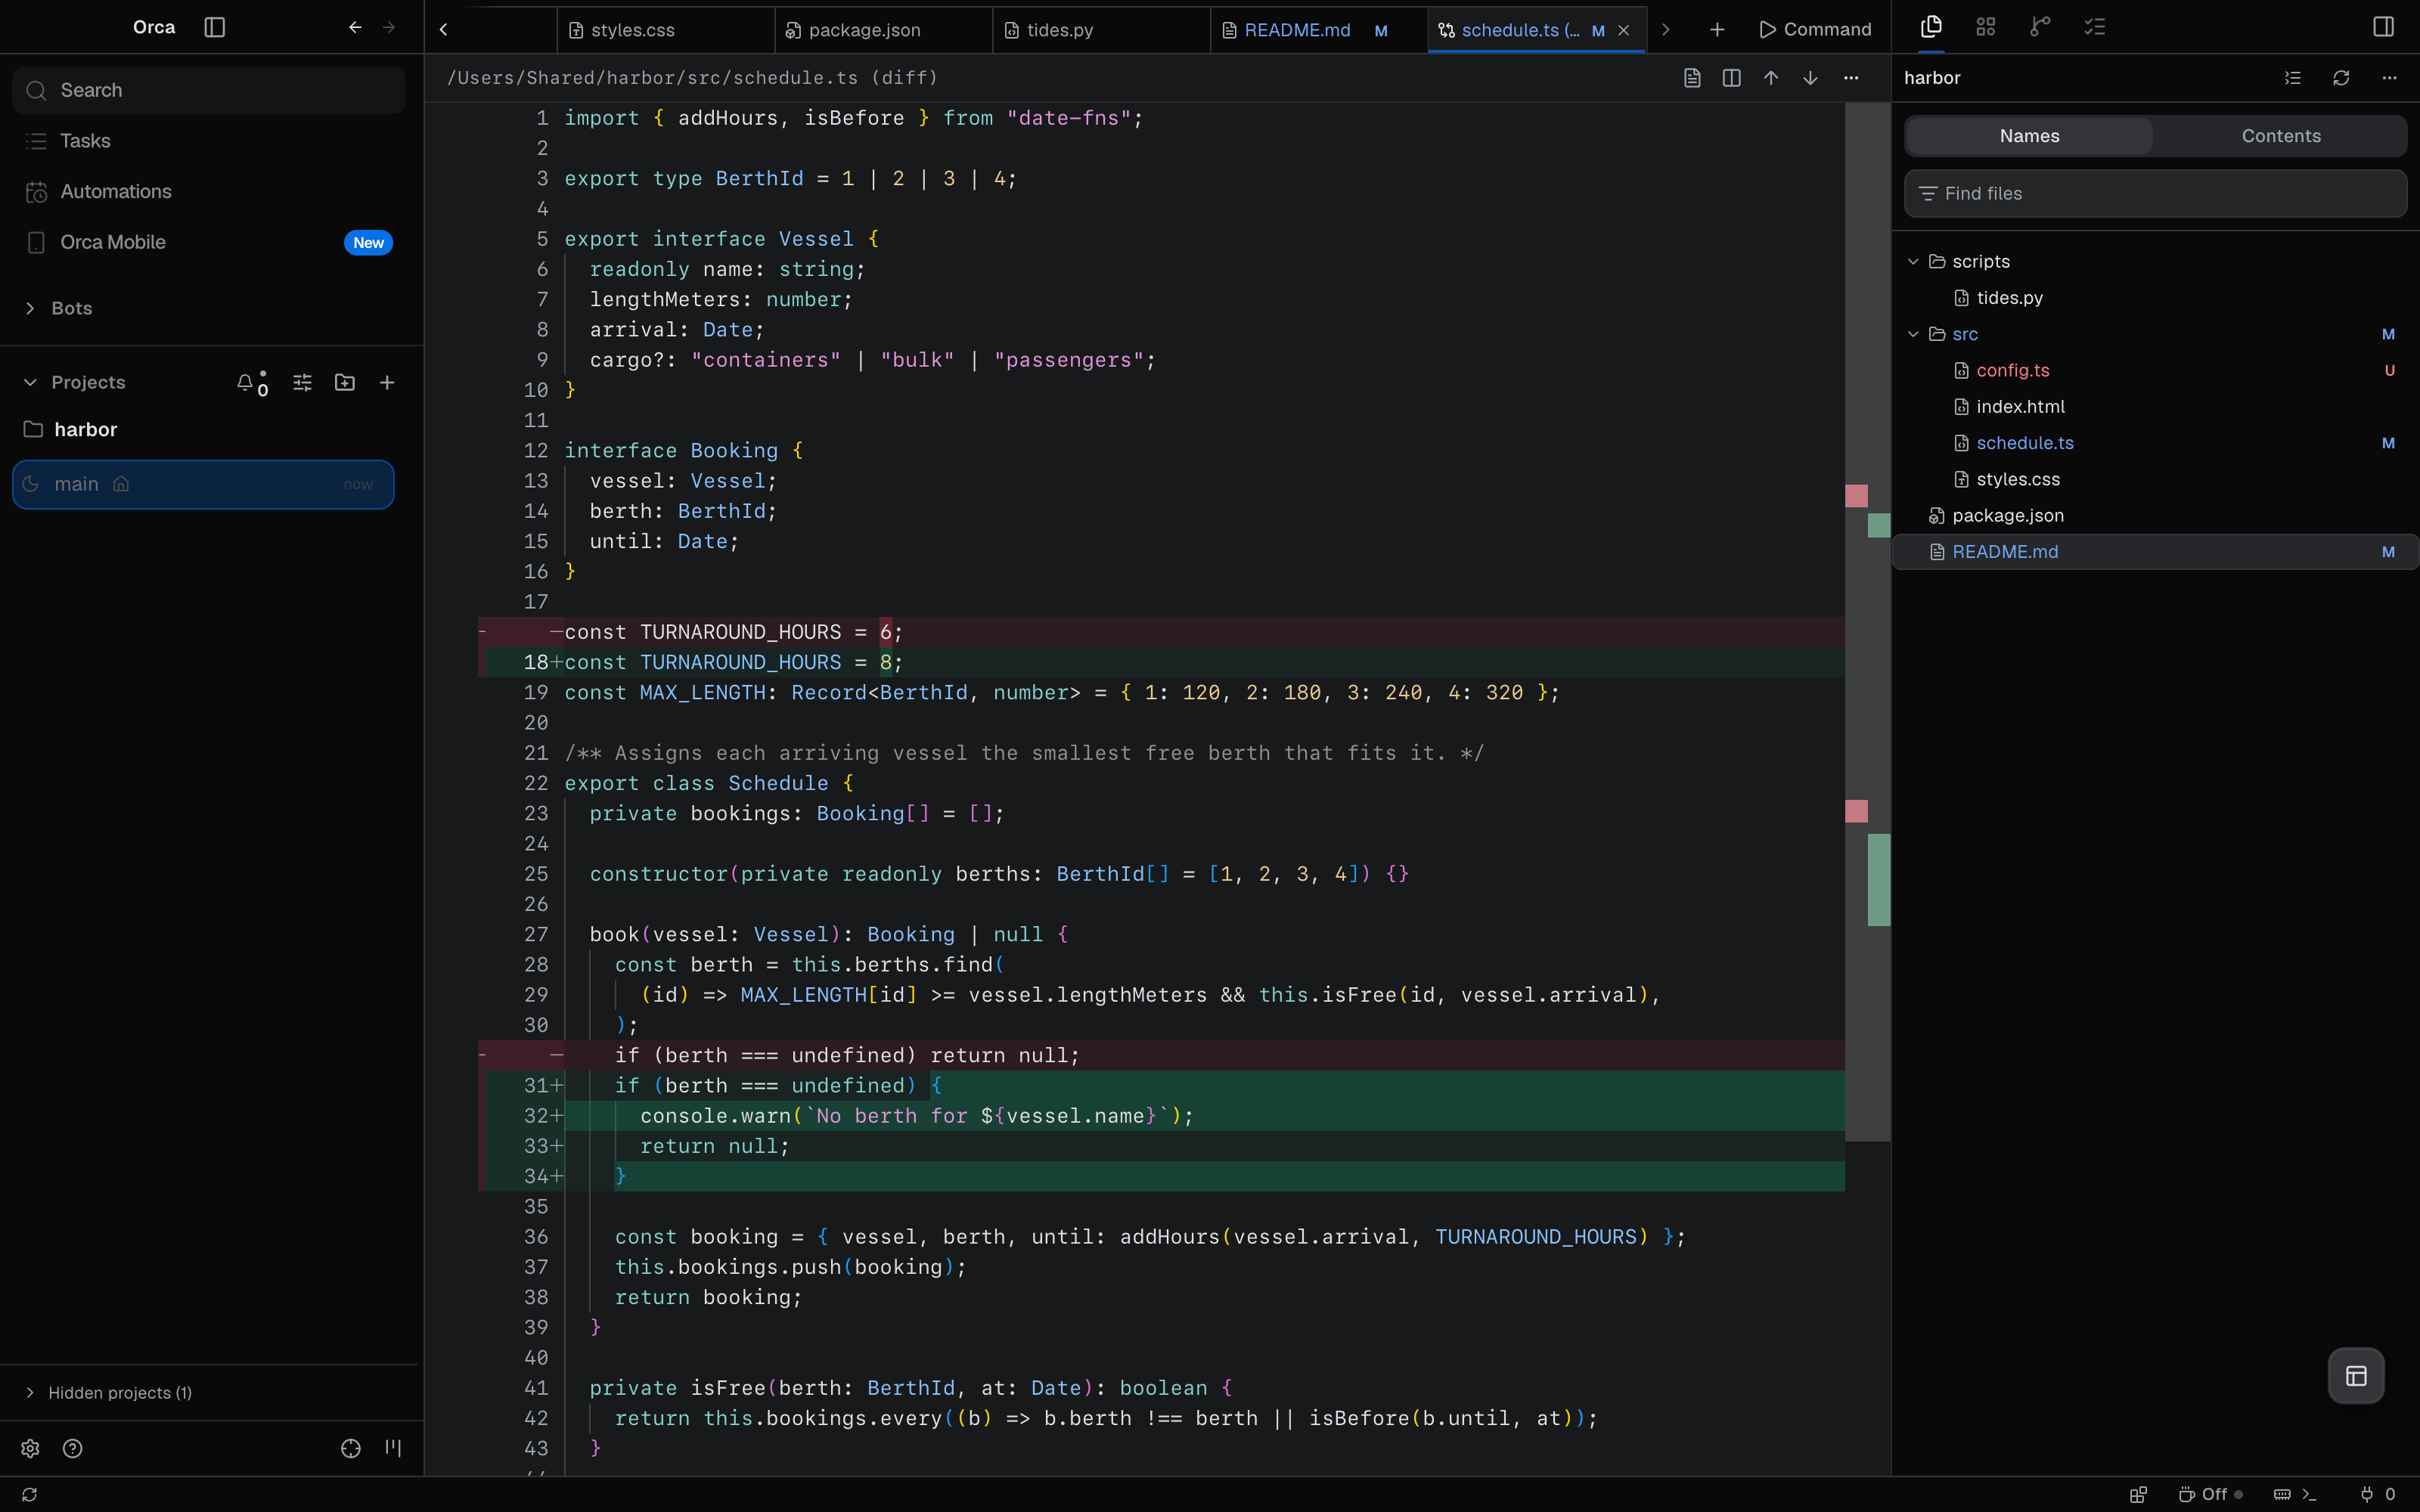 Orca
Search
Tasks
Automations
Orca Mobile
New
Bots
Projects
0
harbor
main
now
Hidden projects (1)
styles.css
package.json
tides.py
README.md M
schedule.ts (... M
Command
/Users/Shared/harbor/src/schedule.ts (diff)
1 import { addHours, isBefore } from "date-fns";
2
3 export type BerthId = 1 | 2 | 3 | 4;
4
5 export interface Vessel {
6 readonly name: string;
7 lengthMeters: number;
8 arrival: Date;
9 cargo?: "containers" | "bulk" | "passengers";
10 }
11
12 interface Booking {
13 vessel: Vessel;
14 berth: BerthId;
15 until: Date;
16 }
17
- —const TURNAROUND_HOURS = 6;
18+const TURNAROUND_HOURS = 8;
19 const MAX_LENGTH: Record<BerthId, number> = { 1: 120, 2: 180, 3: 240, 4: 320 };
20
21 /** Assigns each arriving vessel the smallest free berth that fits it. */
22 export class Schedule {
23 private bookings: Booking[] = [];
24
25 constructor(private readonly berths: BerthId[] = [1, 2, 3, 4]) {}
26
27 book(vessel: Vessel): Booking | null {
28 const berth = this.berths.find(
29 (id) => MAX_LENGTH[id] >= vessel.lengthMeters && this.isFree(id, vessel.arrival),
30 );
- — if (berth === undefined) return null;
31+ if (berth === undefined) {
32+ console.warn(`No berth for ${vessel.name}`);
33+ return null;
34+ }
35
36 const booking = { vessel, berth, until: addHours(vessel.arrival, TURNAROUND_HOURS) };
37 this.bookings.push(booking);
38 return booking;
39 }
40
41 private isFree(berth: BerthId, at: Date): boolean {
42 return this.bookings.every((b) => b.berth !== berth || isBefore(b.until, at));
43 }
harbor
Names
Contents
Find files
scripts
tides.py
src M
config.ts U
index.html
schedule.ts M
styles.css
package.json
README.md M
Off
0